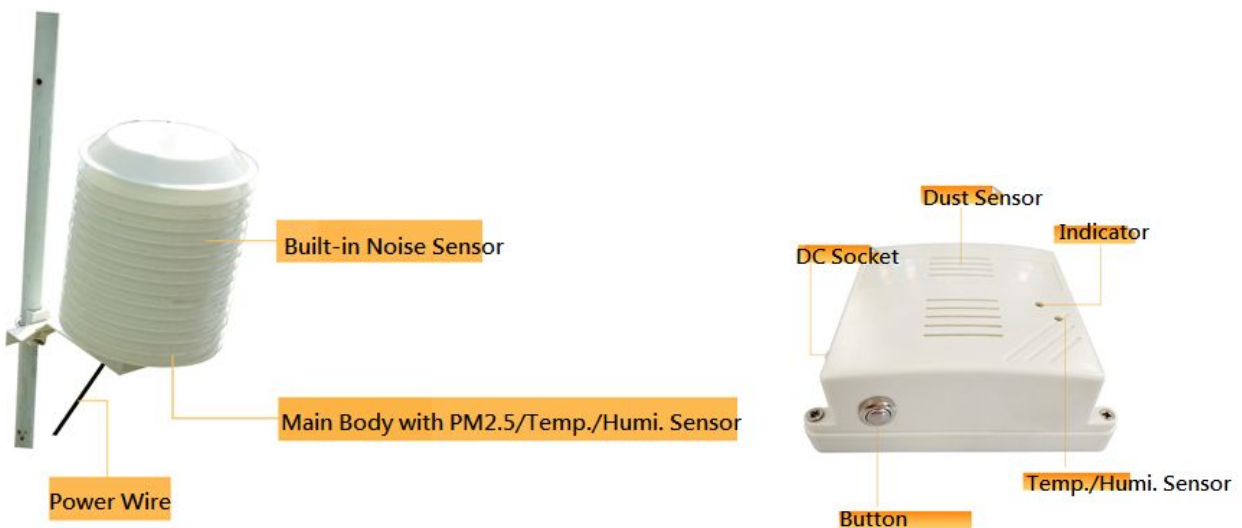 Built-in Noise Sensor
Main Body with PM2.5/Temp./Humi. Sensor
Power Wire
Dust Sensor
Indicator
DC Socket
Temp./Humi. Sensor
Button